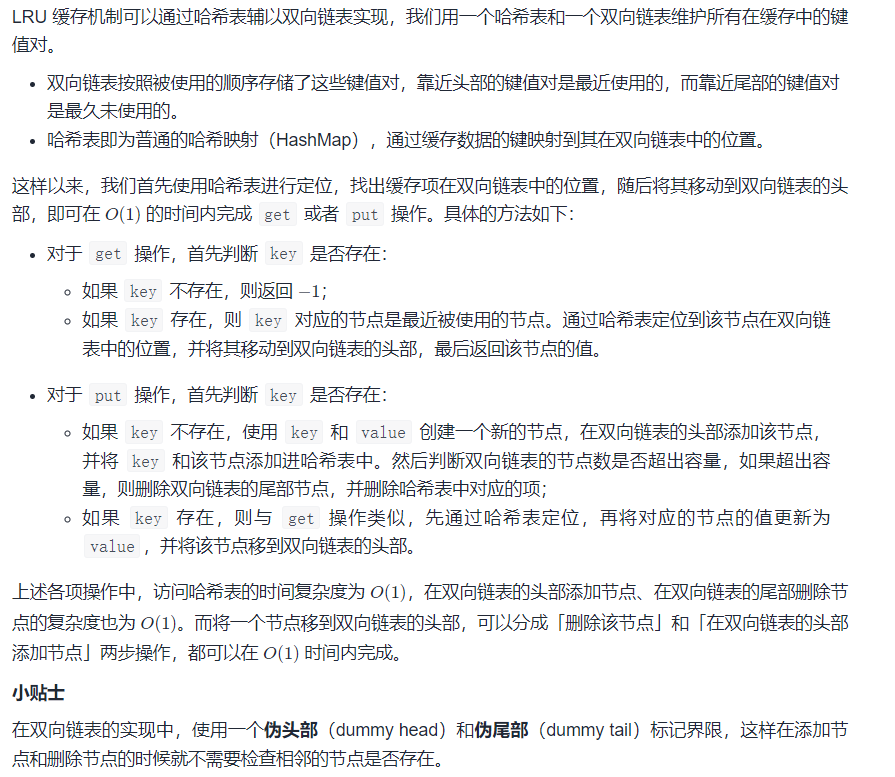 LRU 缓存机制可以通过哈希表辅以双向链表实现，我们用一个哈希表和一个双向链表维护所有在缓存中的键
值对。
• 双向链表按照被使用的顺序存储了这些键值对，靠近头部的键值对是最近使用的，而靠近尾部的键值对
是最久未使用的。
• 哈希表即为普通的哈希映射（HashMap），通过缓存数据的键映射到其在双向链表中的位置。
这样以来，我们首先使用哈希表进行定位，找出缓存项在双向链表中的位置，随后将其移动到双向链表的头
部，即可在 O(1) 的时间内完成 get 或者 put 操作。具体的方法如下：
• 对于 get 操作，首先判断 key 是否存在：
◦ 如果 key 不存在，则返回 −1；
◦ 如果 key 存在，则 key 对应的节点是最近被使用的节点。通过哈希表定位到该节点在双向链
表中的位置，并将其移动到双向链表的头部，最后返回该节点的值。
• 对于 put 操作，首先判断 key 是否存在：
◦ 如果 key 不存在，使用 key 和 value 创建一个新的节点，在双向链表的头部添加该节点，
并将 key 和该节点添加进哈希表中。然后判断双向链表的节点数是否超出容量，如果超出容
量，则删除双向链表的尾部节点，并删除哈希表中对应的项；
◦ 如果 key 存在，则与 get 操作类似，先通过哈希表定位，再将对应的节点的值更新为
value ，并将该节点移到双向链表的头部。
上述各项操作中，访问哈希表的时间复杂度为 O(1)，在双向链表的头部添加节点、在双向链表的尾部删除节
点的复杂度也为 O(1)。而将一个节点移到双向链表的头部，可以分成「删除该节点」和「在双向链表的头部
添加节点」两步操作，都可以在 O(1) 时间内完成。
小贴士
在双向链表的实现中，使用一个伪头部（dummy head）和伪尾部（dummy tail）标记界限，这样在添加节
点和删除节点的时候就不需要检查相邻的节点是否存在。